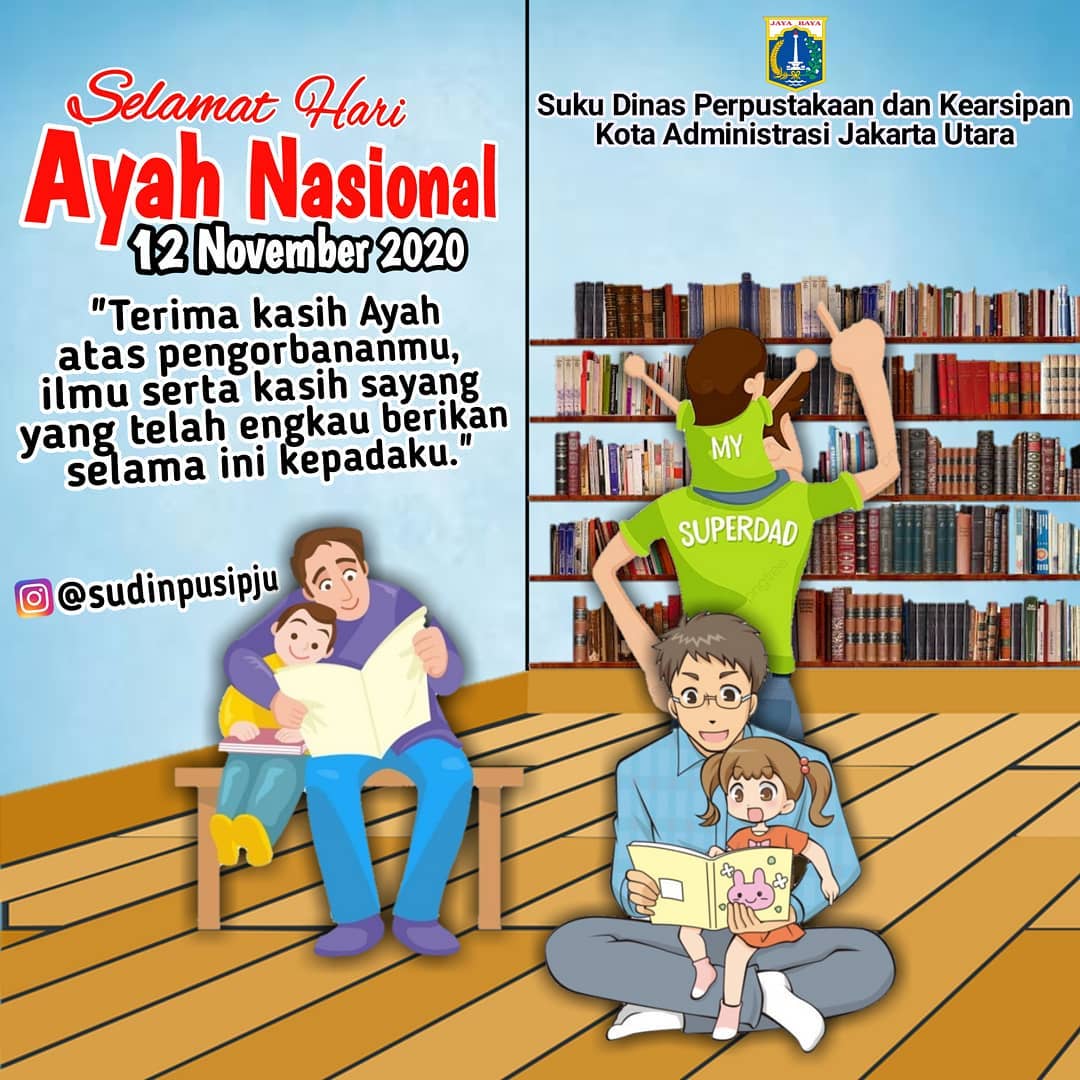 Selamat Hari
Ayah Nasional
12 November 2020
"Terima kasih Ayah
atas pengorbananmu,
ilmu serta kasih sayang
yang telah engkau berikan
selama ini kepadaku."
@sudinpusipju
JAYA RAYA
Suku Dinas Perpustakaan dan Kearsipan
Kota Administrasi Jakarta Utara
MY
SUPERDAD